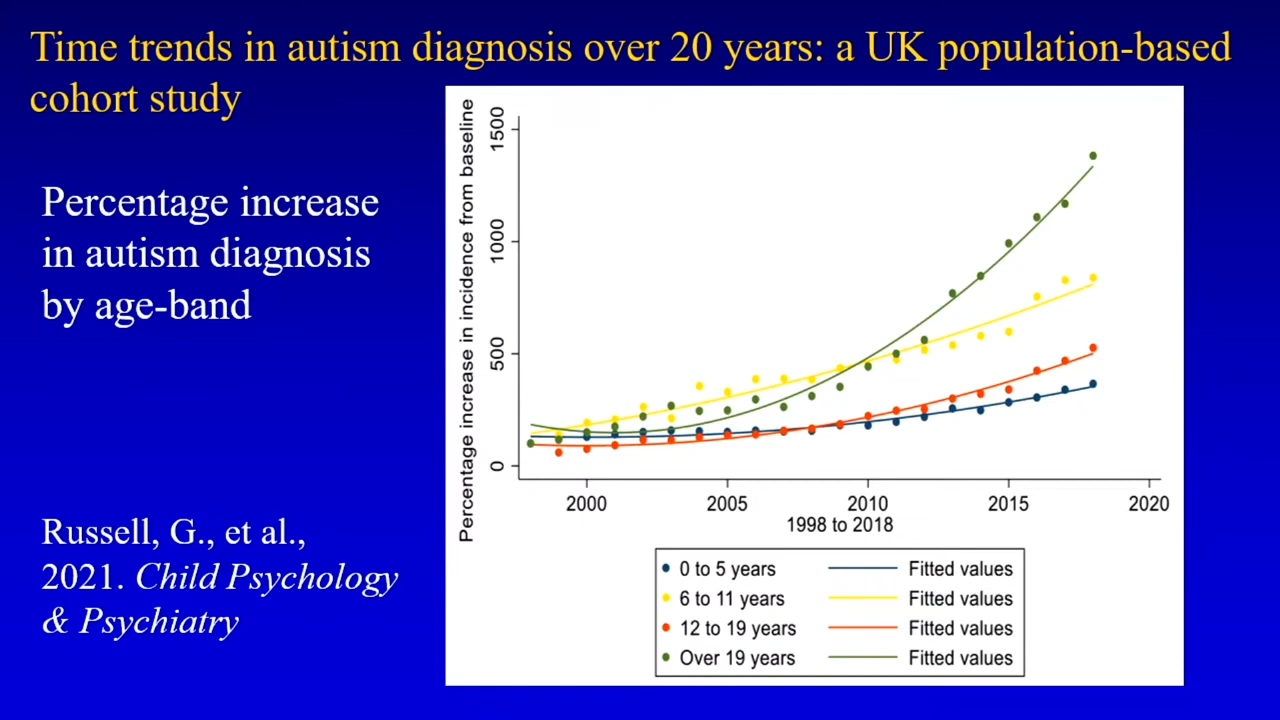 Time trends in autism diagnosis over 20 years: a UK population-based
cohort study
Percentage increase
in autism diagnosis
by age-band
Russell, G., et al.,
2021. Child Psychology
& Psychiatry
Percentage increase in incidence from baseline
1500
1000
500
0
2000 2005 2010 2015 2020
1998 to 2018
0 to 5 years Fitted values
6 to 11 years Fitted values
12 to 19 years Fitted values
Over 19 years Fitted values